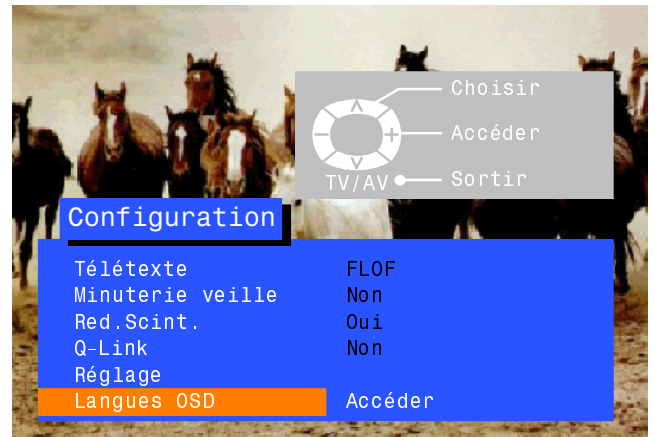 Choisir
Accéder
TV/AV Sortir
Configuration
Télétexte FLOF
Minuterie veille Non
Red.Scint. Oui
Q-Link Non
Réglage
Langues OSD Accéder